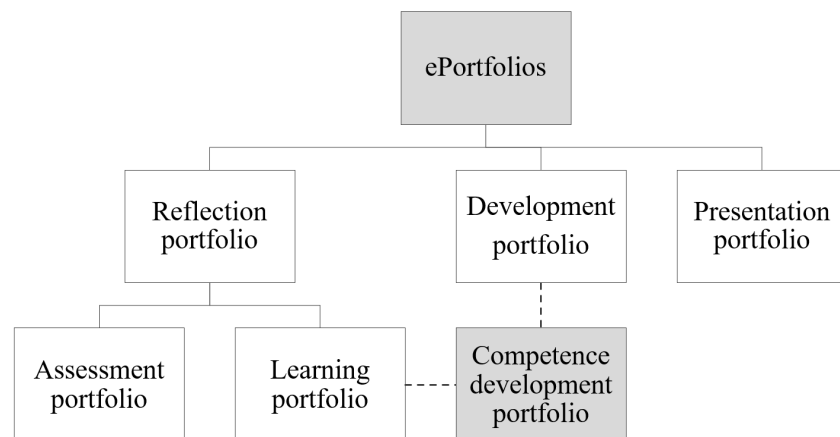 ePortfolios
Reflection
portfolio
Development
portfolio
Presentation
portfolio
Assessment
portfolio
Learning
portfolio
Competence
development
portfolio